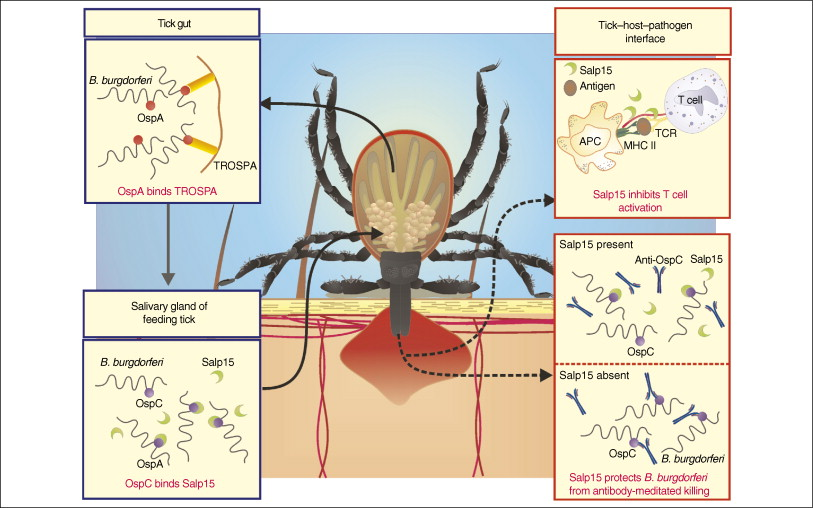 Tick gut
B. burgdorferi
OspA
TROSPA
OspA binds TROSPA
Salivary gland of
feeding tick
B. burgdorferi
Salp15
OspC
OspA
OspC binds Salp15
Tick–host–pathogen
interface
Salp15
Antigen
T cell
TCR
MHC II
APC
Salp15 inhibits T cell
activation
Salp15 present
Anti-OspC
Salp15
OspC
Salp15 absent
OspC
B. burgdorferi
Salp15 protects B. burgdorferi
from antibody-meditated killing